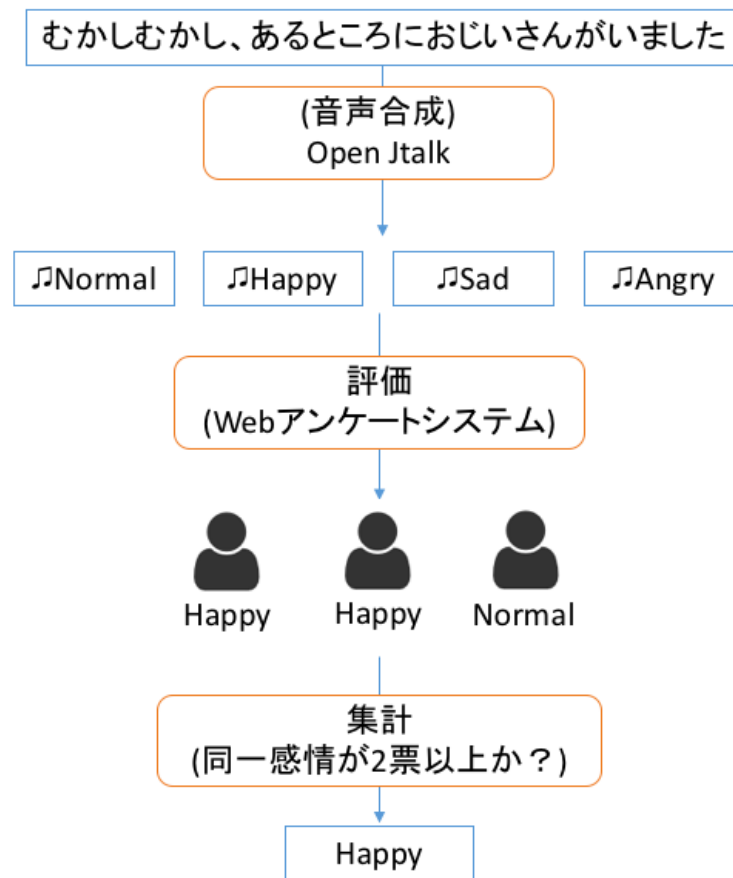 むかしむかし、あるところにおじいさんがいました
(音声合成)
Open Jtalk
♫Normal
♫Happy
♫Sad
♫Angry
評価
(Webアンケートシステム)
Happy
Happy
Normal
集計
(同一感情が2票以上か？)
Happy